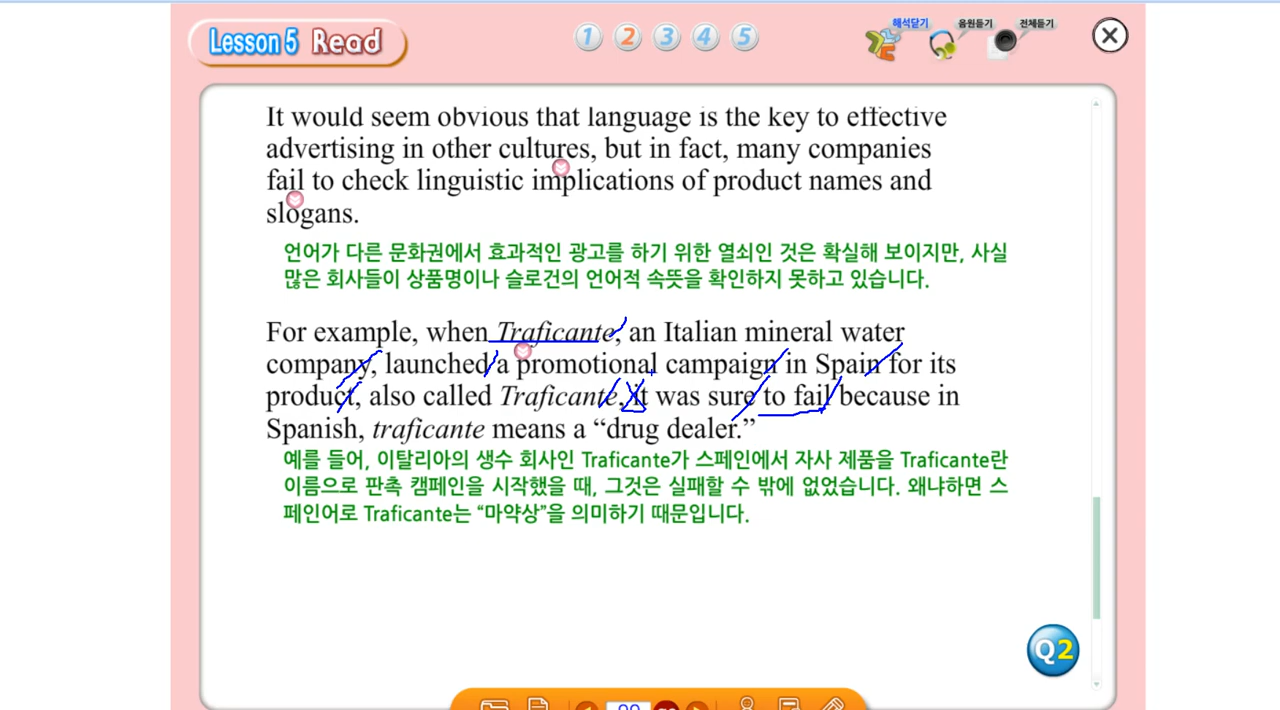 Lesson 5 Read
1 2 3 4 5
해석닫기 음원듣기 전체듣기
It would seem obvious that language is the key to effective
advertising in other cultures, but in fact, many companies
fail to check linguistic implications of product names and
slogans.
언어가 다른 문화권에서 효과적인 광고를 하기 위한 열쇠인 것은 확실해 보이지만, 사실
많은 회사들이 상품명이나 슬로건의 언어적 속뜻을 확인하지 못하고 있습니다.
For example, when Traficante, an Italian mineral water
company, launched a promotional campaign in Spain for its
product, also called Traficante, it was sure to fail because in
Spanish, traficante means a “drug dealer.”
예를 들어, 이탈리아의 생수 회사인 Traficante가 스페인에서 자사 제품을 Traficante란
이름으로 판촉 캠페인을 시작했을 때, 그것은 실패할 수 밖에 없었습니다. 왜냐하면 스
페인어로 Traficante는 “마약상”을 의미하기 때문입니다.
Q2